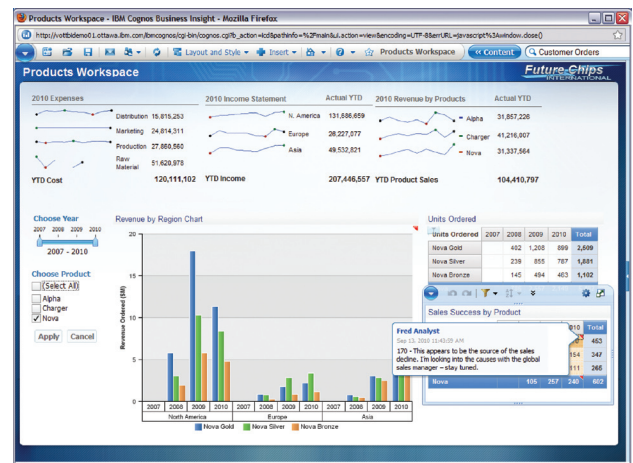 Products Workspace - IBM Cognos Business Insight - Mozilla Firefox
http://vottibdemo01.ottawa.ibm.com/ibmcognos/cgi-bin/cognos.cgi?b_action=icd&pathinfo=%2Fmain&ui.action=view&encoding=UTF-8&errURL=javascript%3Awindow.close()
Layout and Style Insert Products Workspace « Content Customer Orders
Products Workspace Future-Chips
INTERNATIONAL
2010 Expenses 2010 Income Statement Actual YTD 2010 Revenue by Products Actual YTD
Distribution 15,815,253 N. America 131,686,659 Alpha 31,857,226
Marketing 24,814,311 Europe 26,227,077 Charger 41,216,007
Production 27,860,560 Asia 49,532,821 Nova 31,337,564
Raw Material 51,620,978
YTD Cost 120,111,102 YTD Income 207,446,557 YTD Product Sales 104,410,797
Choose Year
2007 2008 2009 2010
2007 - 2010
Choose Product
(Select All)
Alpha
Charger
Nova
Apply Cancel
Revenue by Region Chart
Revenue Ordered ($M)
20
15
10
5
0
2007 2008 2009 2010 2007 2008 2009 2010 2007 2008 2009 2010
North America Europe Asia
Nova Gold Nova Silver Nova Bronze
Units Ordered
Units Ordered 2007 2008 2009 2010 Total
Nova Gold 402 1,208 899 2,509
Nova Silver 239 855 787 1,881
Nova Bronze 145 494 463 1,102
Sales Success by Product
Total
Fred Analyst
Sep 13, 2010 11:43:55 AM
170 - This appears to be the source of the sales
decline. I'm looking into the causes with the global
sales manager – stay tuned.
453
154 347
111 265
Nova 105 257 240 602